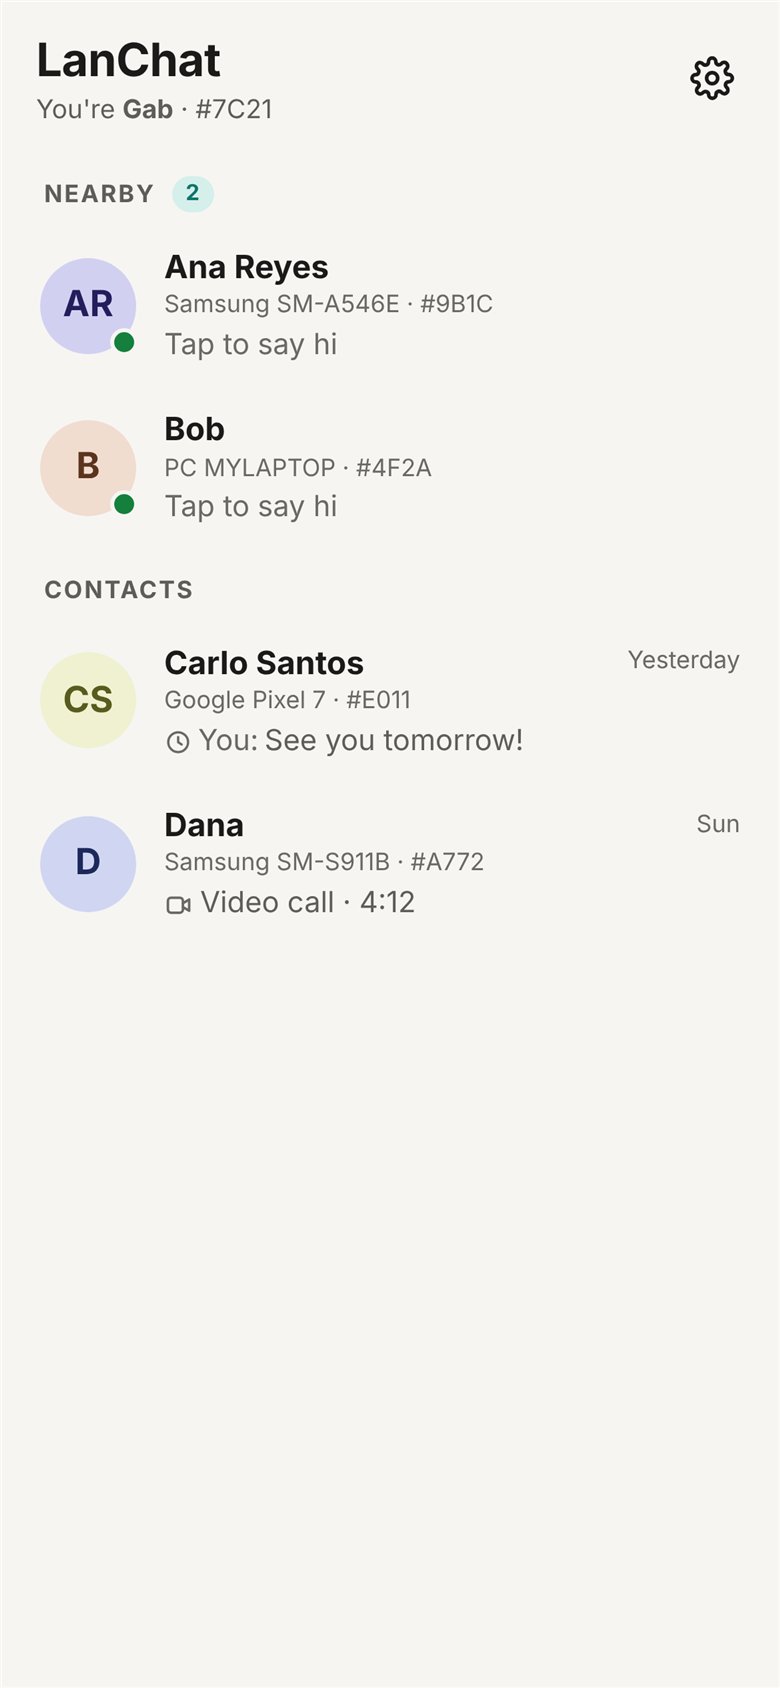 LanChat
You're Gab · #7C21
NEARBY 2
AR
Ana Reyes
Samsung SM-A546E · #9B1C
Tap to say hi
B
Bob
PC MYLAPTOP · #4F2A
Tap to say hi
CONTACTS
CS
Carlo Santos
Yesterday
Google Pixel 7 · #E011
You: See you tomorrow!
D
Dana
Sun
Samsung SM-S911B · #A772
Video call · 4:12